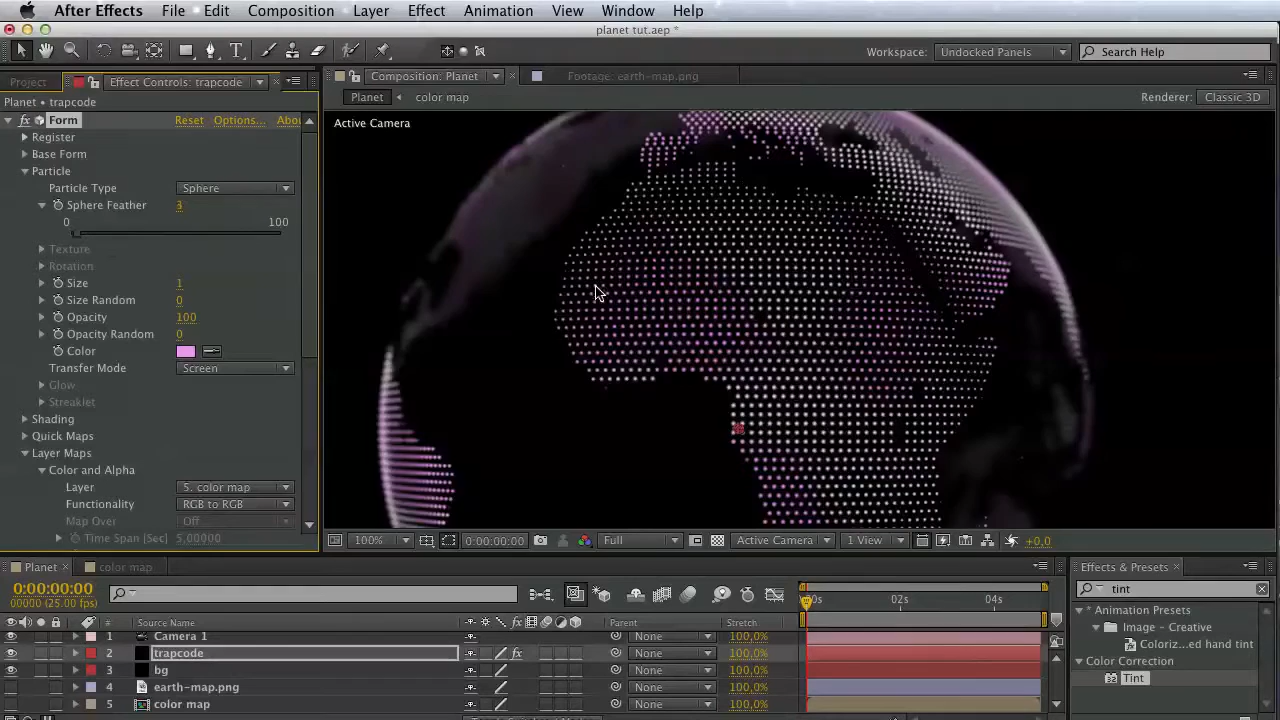 After Effects File Edit Composition Layer Effect Animation View Window Help
planet tut.aep *
Workspace: Undocked Panels Search Help
Project Effect Controls: trapcode Composition: Planet Footage: earth-map.png
Planet • trapcode Planet color map Renderer: Classic 3D
fx Form Reset Options... Abou
Active Camera
Register
Base Form
Particle
Particle Type Sphere
Sphere Feather 3
0 100
Texture
Rotation
Size 1
Size Random 0
Opacity 100
Opacity Random 0
Color
Transfer Mode Screen
Glow
Streaklet
Shading
Quick Maps
Layer Maps
Color and Alpha
Layer 5. color map
Functionality RGB to RGB
Map Over Off
Time Span [Sec] 5,00000
100% 0:00:00:00 Full Active Camera 1 View +0,0
Planet color map Effects & Presets
0:00:00:00
00000 (25.00 fps)
00s 02s 04s
tint
* Animation Presets
Image - Creative
Coloriz...ed hand tint
Color Correction
Tint
# Source Name fx Parent Stretch
1 Camera 1 None 100,0%
2 trapcode fx None 100,0%
3 bg None 100,0%
4 earth-map.png None 100,0%
5 color map None 100,0%